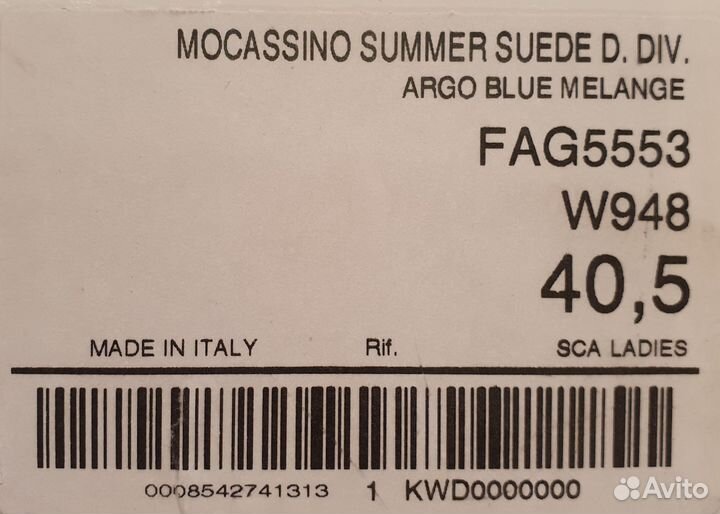 MOCASSINO SUMMER SUEDE D. DIV.
ARGO BLUE MELANGE
FAG5553
W948
40,5
MADE IN ITALY Rif. SCA LADIES
0008542741313 1 KWD0000000
Avito